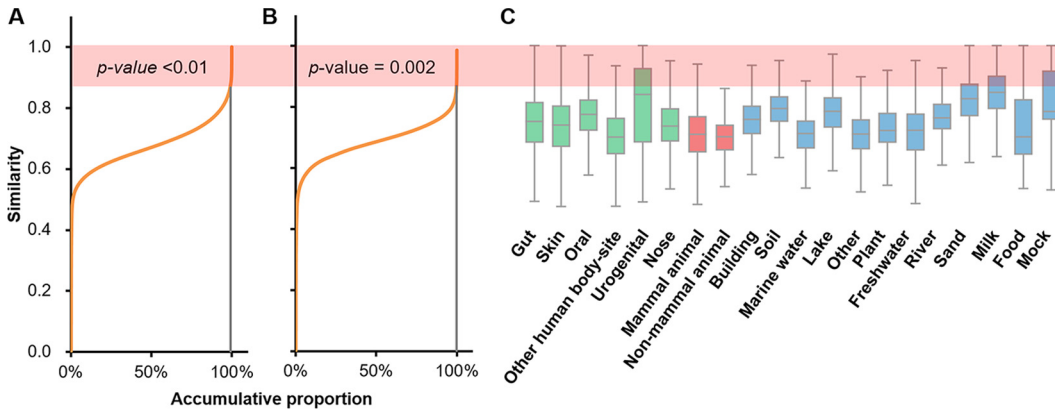 A
B
C
1.0
0.8
0.6
0.4
0.2
0.0
Similarity
p-value <0.01
p-value = 0.002
0%
50%
100%
0%
50%
100%
Accumulative proportion
Gut
Skin
Oral
Other human body-site
Urogenital
Nose
Mammal animal
Non-mammal animal
Building
Soil
Marine water
Lake
Other
Plant
Freshwater
River
Sand
Milk
Food
Mock